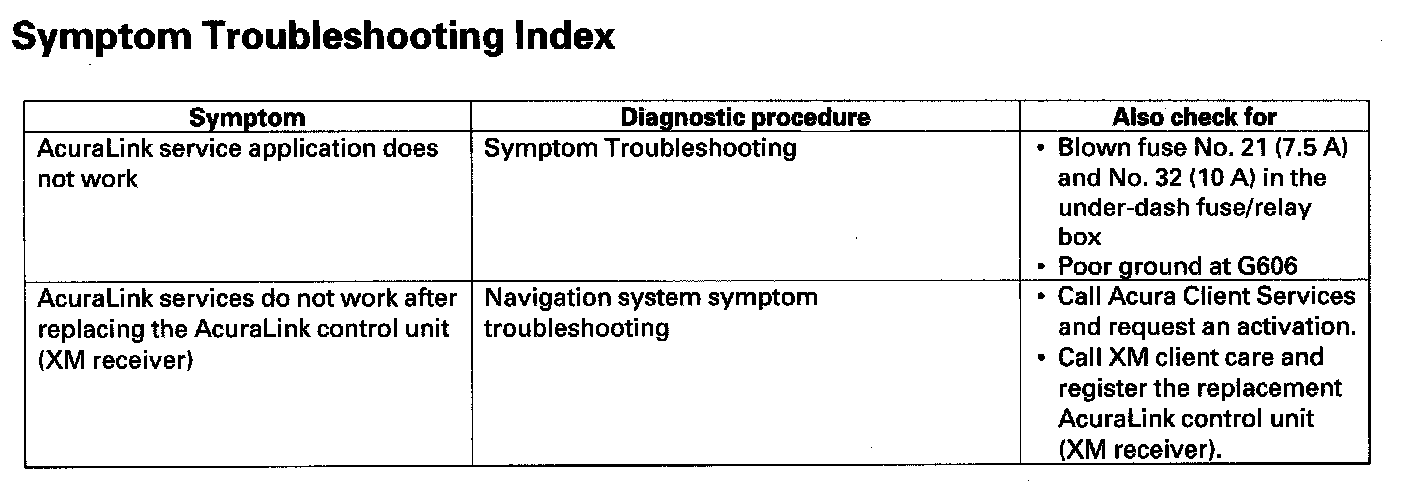 Symptom Troubleshooting Index
Symptom
Diagnostic procedure
Also check for
AcuraLink service application does
not work
Symptom Troubleshooting
• Blown fuse No. 21 (7.5 A)
and No. 32 (10 A) in the
under-dash fuse/relay
box
• Poor ground at G606
AcuraLink services do not work after
replacing the AcuraLink control unit
(XM receiver)
Navigation system symptom
troubleshooting
• Call Acura Client Services
and request an activation.
• Call XM client care and
register the replacement
AcuraLink control unit
(XM receiver).